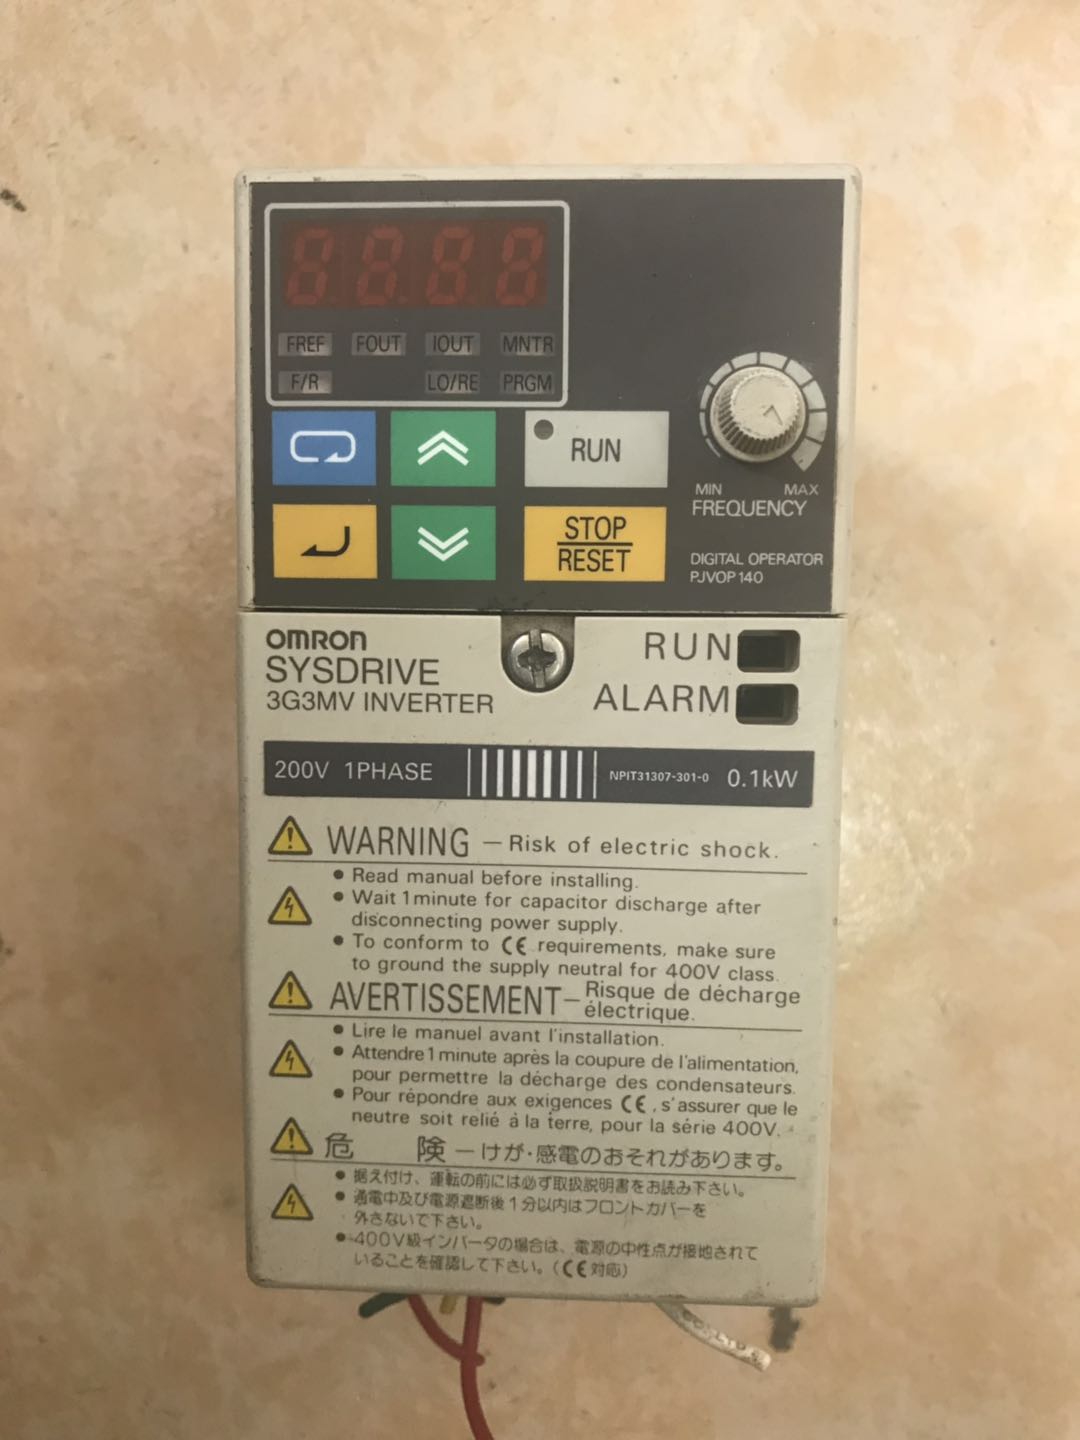 8.8.8.8
FREF FOUT IOUT MNTR
F/R LO/RE PRGM
RUN
STOP
RESET
MIN MAX
FREQUENCY
DIGITAL OPERATOR
PJVOP140
OMRON
SYSDRIVE
3G3MV INVERTER
RUN
ALARM
200V 1PHASE NPIT31307-301-0 0.1kW
WARNING — Risk of electric shock.
● Read manual before installing.
● Wait 1 minute for capacitor discharge after
disconnecting power supply.
● To conform to CE requirements, make sure
to ground the supply neutral for 400V class.
AVERTISSEMENT — Risque de décharge
électrique.
● Lire le manuel avant l'installation.
● Attendre 1 minute après la coupure de l'alimentation,
pour permettre la décharge des condensateurs.
● Pour répondre aux exigences CE, s'assurer que le
neutre soit relié à la terre, pour la série 400V.
危 険 — けが・感電のおそれがあります。
● 据え付け、運転の前には必ず取扱説明書をお読み下さい。
● 通電中及び電源遮断後1分以内はフロントカバーを
外さないで下さい。
● 400V級インバータの場合は、電源の中性点が接地されて
いることを確認して下さい。(CE対応)